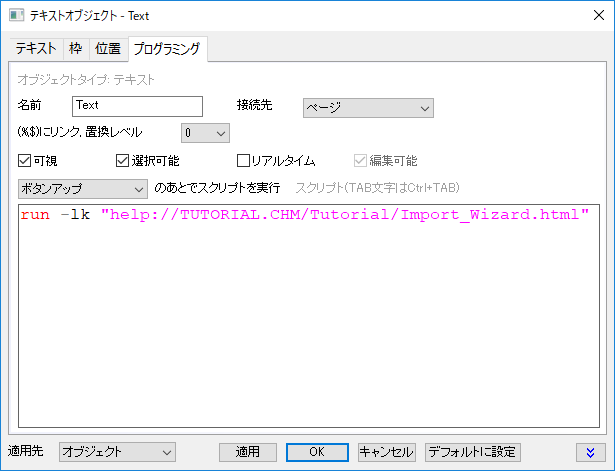 テキストオブジェクト - Text
テキスト 枠 位置 プログラミング
オブジェクトタイプ: テキスト
名前 Text 接続先 ページ
(%$)にリンク, 置換レベル 0
可視 選択可能 リアルタイム 編集可能
ボタンアップ のあとでスクリプトを実行 スクリプト(TAB文字はCtrl+TAB)
run -lk "help://TUTORIAL.CHM/Tutorial/Import_Wizard.html"
適用先 オブジェクト 適用 OK キャンセル デフォルトに設定